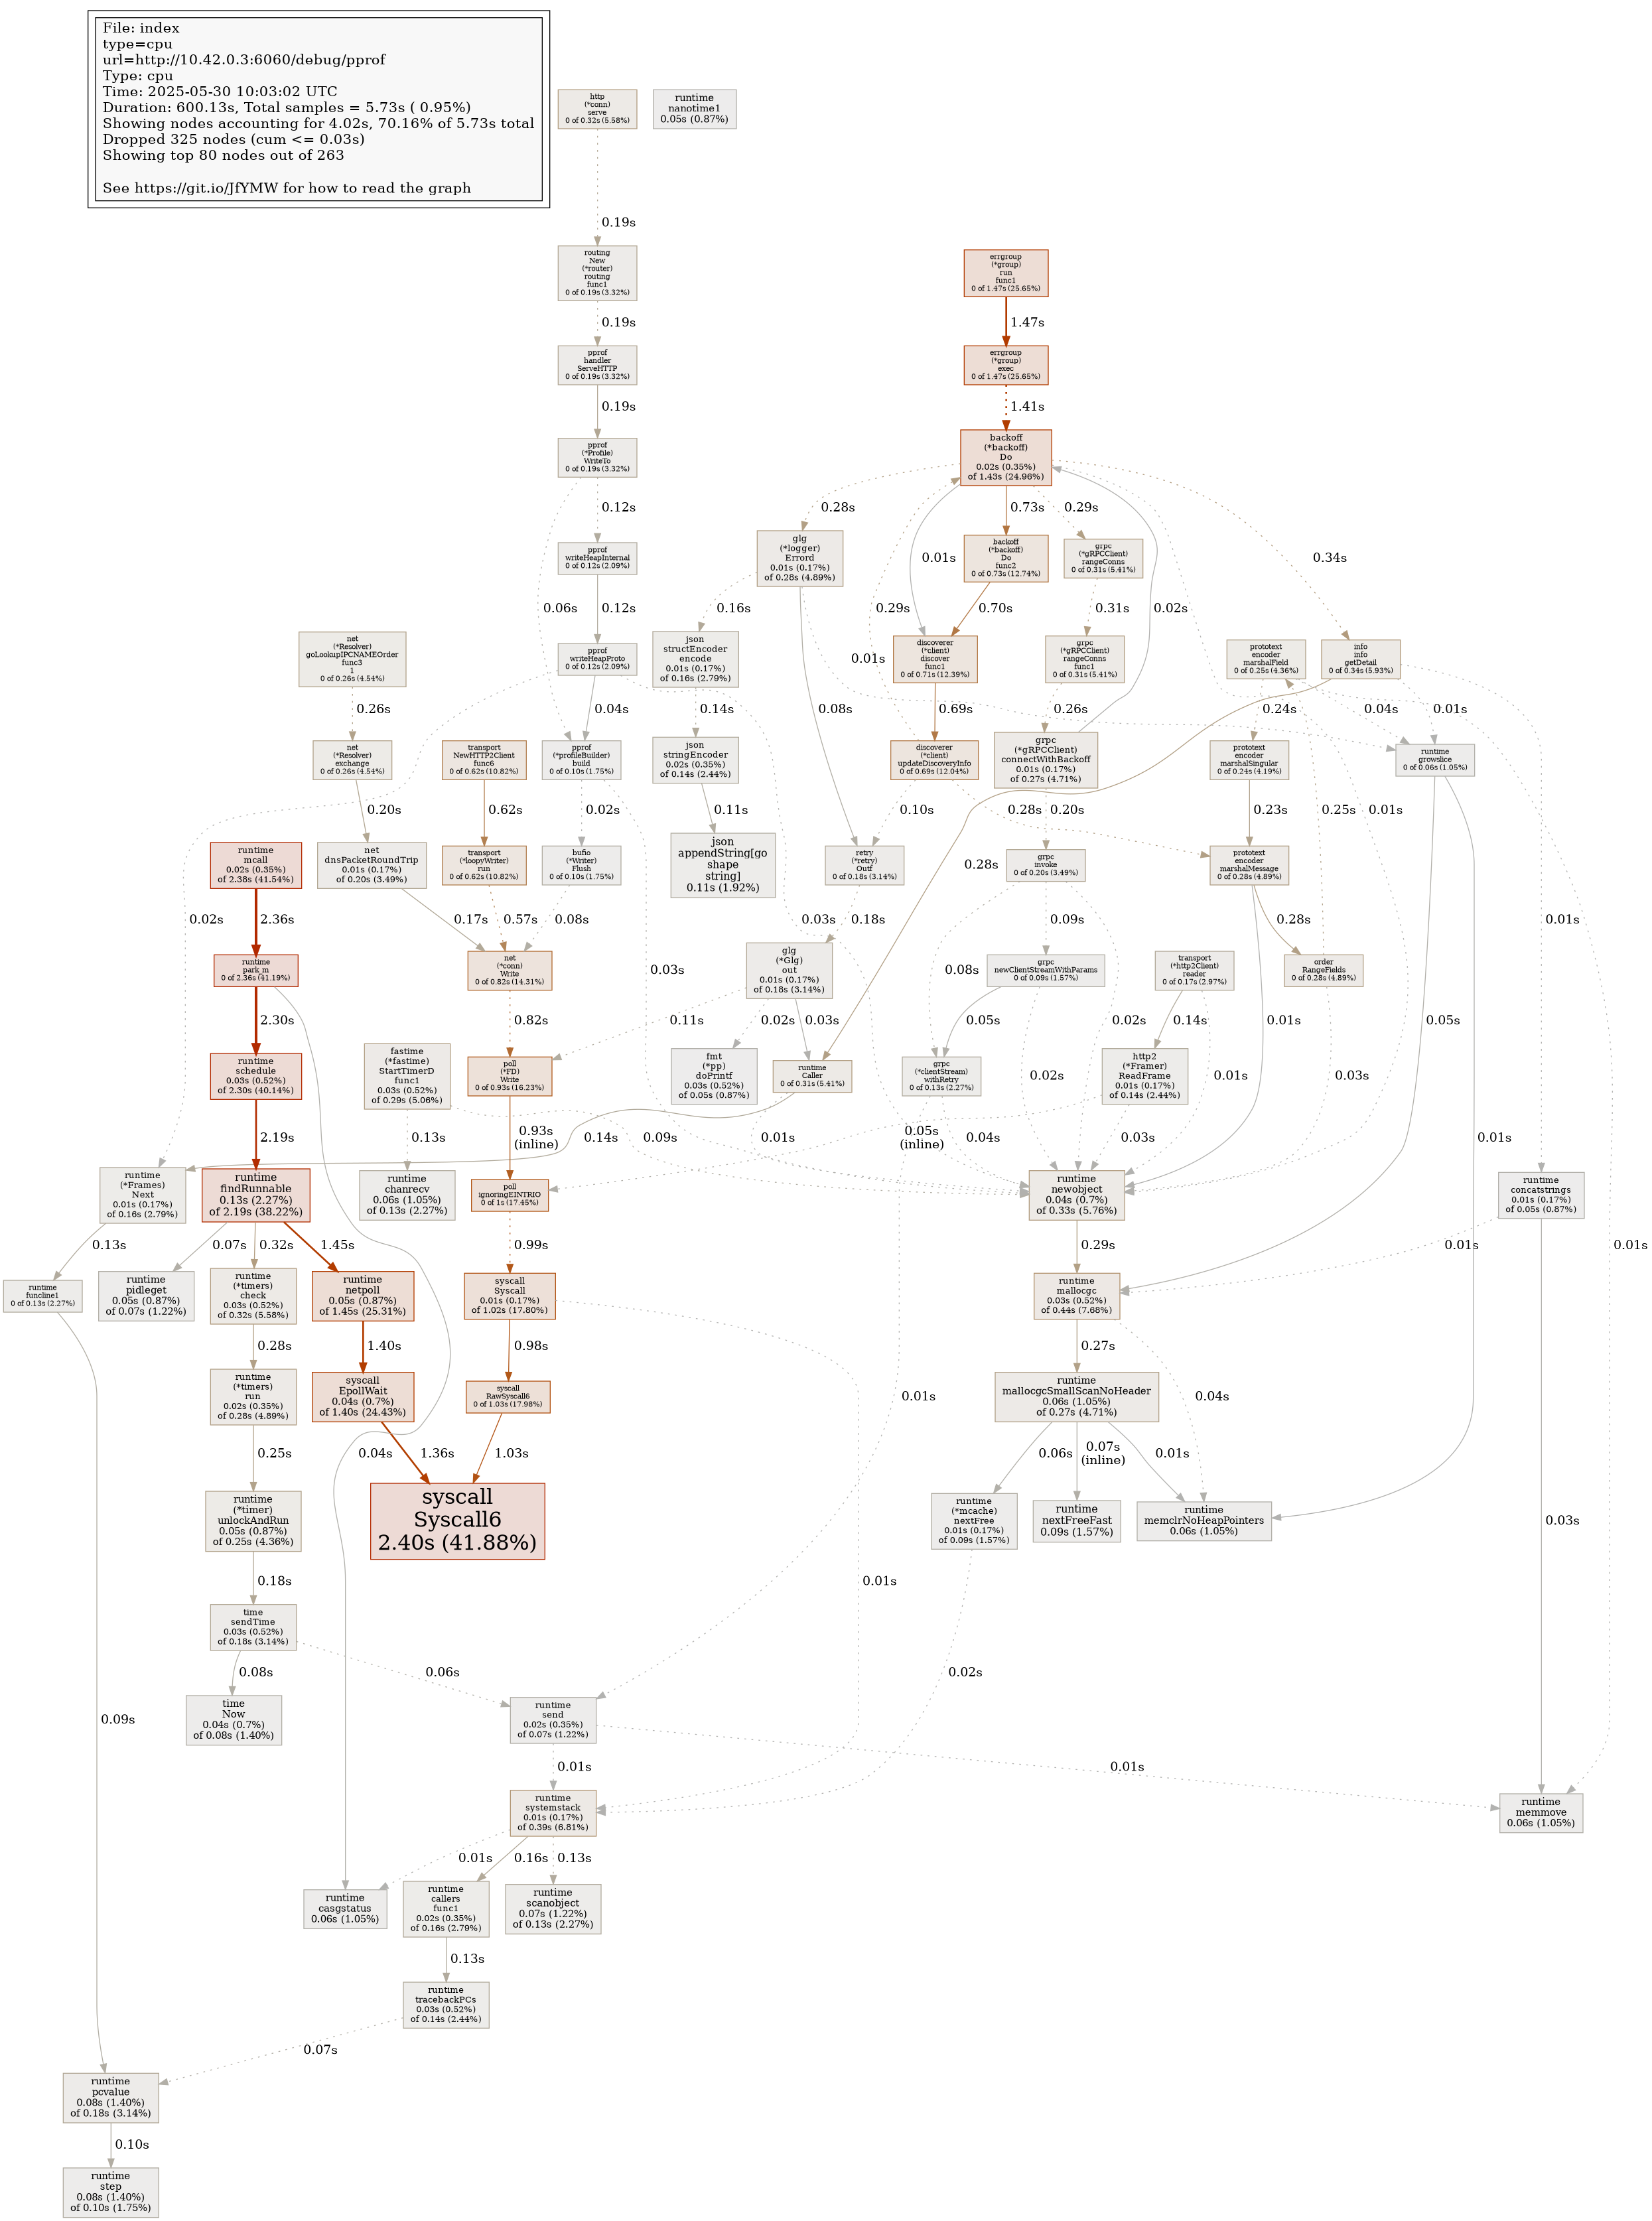 File: index
type=cpu
url=http://10.42.0.3:6060/debug/pprof
Type: cpu
Time: 2025-05-30 10:03:02 UTC
Duration: 600.13s, Total samples = 5.73s ( 0.95%)
Showing nodes accounting for 4.02s, 70.16% of 5.73s total
Dropped 325 nodes (cum <= 0.03s)
Showing top 80 nodes out of 263
See https://git.io/JfYMW for how to read the graph
http
(*conn)
serve
0 of 0.32s (5.58%)
runtime
nanotime1
0.05s (0.87%)
0.19s
routing
New
(*router)
routing
func1
0 of 0.19s (3.32%)
errgroup
(*group)
run
func1
0 of 1.47s (25.65%)
0.19s
1.47s
pprof
handler
ServeHTTP
0 of 0.19s (3.32%)
errgroup
(*group)
exec
0 of 1.47s (25.65%)
0.19s
1.41s
pprof
(*Profile)
WriteTo
0 of 0.19s (3.32%)
backoff
(*backoff)
Do
0.02s (0.35%)
of 1.43s (24.96%)
0.12s
0.28s
0.73s
0.29s
pprof
writeHeapInternal
0 of 0.12s (2.09%)
glg
(*logger)
Errord
0.01s (0.17%)
of 0.28s (4.89%)
0.01s
backoff
(*backoff)
Do
func2
0 of 0.73s (12.74%)
grpc
(*gRPCClient)
rangeConns
0 of 0.31s (5.41%)
0.34s
0.06s
0.12s
0.16s
0.29s
0.70s
0.31s
0.02s
net
(*Resolver)
goLookupIPCNAMEOrder
func3
1
0 of 0.26s (4.54%)
pprof
writeHeapProto
0 of 0.12s (2.09%)
json
structEncoder
encode
0.01s (0.17%)
of 0.16s (2.79%)
0.01s
discoverer
(*client)
discover
func1
0 of 0.71s (12.39%)
grpc
(*gRPCClient)
rangeConns
func1
0 of 0.31s (5.41%)
prototext
encoder
marshalField
0 of 0.25s (4.36%)
info
info
getDetail
0 of 0.34s (5.93%)
0.26s
0.04s
0.14s
0.08s
0.69s
0.26s
0.24s
0.04s
0.01s
net
(*Resolver)
exchange
0 of 0.26s (4.54%)
transport
NewHTTP2Client
func6
0 of 0.62s (10.82%)
pprof
(*profileBuilder)
build
0 of 0.10s (1.75%)
json
stringEncoder
0.02s (0.35%)
of 0.14s (2.44%)
discoverer
(*client)
updateDiscoveryInfo
0 of 0.69s (12.04%)
grpc
(*gRPCClient)
connectWithBackoff
0.01s (0.17%)
of 0.27s (4.71%)
prototext
encoder
marshalSingular
0 of 0.24s (4.19%)
runtime
growslice
0 of 0.06s (1.05%)
0.20s
0.62s
0.02s
0.11s
0.10s
0.28s
0.20s
0.23s
0.25s
0.01s
runtime
mcall
0.02s (0.35%)
of 2.38s (41.54%)
net
dnsPacketRoundTrip
0.01s (0.17%)
of 0.20s (3.49%)
transport
(*loopyWriter)
run
0 of 0.62s (10.82%)
bufio
(*Writer)
Flush
0 of 0.10s (1.75%)
json
appendString[go
shape
string]
0.11s (1.92%)
retry
(*retry)
Outf
0 of 0.18s (3.14%)
0.28s
grpc
invoke
0 of 0.20s (3.49%)
prototext
encoder
marshalMessage
0 of 0.28s (4.89%)
2.36s
0.02s
0.17s
0.57s
0.08s
0.03s
0.18s
0.09s
0.28s
0.01s
runtime
park_m
0 of 2.36s (41.19%)
net
(*conn)
Write
0 of 0.82s (14.31%)
0.03s
glg
(*Glg)
out
0.01s (0.17%)
of 0.18s (3.14%)
0.08s
grpc
newClientStreamWithParams
0 of 0.09s (1.57%)
transport
(*http2Client)
reader
0 of 0.17s (2.97%)
order
RangeFields
0 of 0.28s (4.89%)
2.30s
0.82s
0.11s
0.02s
0.03s
0.05s
0.02s
0.14s
0.01s
0.05s
runtime
schedule
0.03s (0.52%)
of 2.30s (40.14%)
fastime
(*fastime)
StartTimerD
func1
0.03s (0.52%)
of 0.29s (5.06%)
poll
(*FD)
Write
0 of 0.93s (16.23%)
fmt
(*pp)
doPrintf
0.03s (0.52%)
of 0.05s (0.87%)
runtime
Caller
0 of 0.31s (5.41%)
grpc
(*clientStream)
withRetry
0 of 0.13s (2.27%)
0.02s
http2
(*Framer)
ReadFrame
0.01s (0.17%)
of 0.14s (2.44%)
0.01s
0.03s
2.19s
0.13s
0.93s
(inline)
0.14s
0.09s
0.01s
0.05s
(inline)
0.04s
0.03s
0.01s
runtime
(*Frames)
Next
0.01s (0.17%)
of 0.16s (2.79%)
runtime
findRunnable
0.13s (2.27%)
of 2.19s (38.22%)
runtime
chanrecv
0.06s (1.05%)
of 0.13s (2.27%)
poll
ignoringEINTRIO
0 of 1s (17.45%)
runtime
newobject
0.04s (0.7%)
of 0.33s (5.76%)
runtime
concatstrings
0.01s (0.17%)
of 0.05s (0.87%)
0.13s
0.07s
0.32s
1.45s
0.99s
0.29s
0.01s
0.01s
runtime
funcline1
0 of 0.13s (2.27%)
runtime
pidleget
0.05s (0.87%)
of 0.07s (1.22%)
runtime
(*timers)
check
0.03s (0.52%)
of 0.32s (5.58%)
runtime
netpoll
0.05s (0.87%)
of 1.45s (25.31%)
syscall
Syscall
0.01s (0.17%)
of 1.02s (17.80%)
runtime
mallocgc
0.03s (0.52%)
of 0.44s (7.68%)
0.28s
1.40s
0.98s
0.27s
runtime
(*timers)
run
0.02s (0.35%)
of 0.28s (4.89%)
syscall
EpollWait
0.04s (0.7%)
of 1.40s (24.43%)
syscall
RawSyscall6
0 of 1.03s (17.98%)
0.01s
runtime
mallocgcSmallScanNoHeader
0.06s (1.05%)
of 0.27s (4.71%)
0.04s
0.25s
0.04s
1.36s
1.03s
0.06s
0.07s
(inline)
0.01s
runtime
(*timer)
unlockAndRun
0.05s (0.87%)
of 0.25s (4.36%)
syscall
Syscall6
2.40s (41.88%)
runtime
(*mcache)
nextFree
0.01s (0.17%)
of 0.09s (1.57%)
runtime
nextFreeFast
0.09s (1.57%)
runtime
memclrNoHeapPointers
0.06s (1.05%)
0.03s
0.18s
0.01s
time
sendTime
0.03s (0.52%)
of 0.18s (3.14%)
0.08s
0.06s
0.02s
time
Now
0.04s (0.7%)
of 0.08s (1.40%)
runtime
send
0.02s (0.35%)
of 0.07s (1.22%)
0.09s
0.01s
0.01s
runtime
systemstack
0.01s (0.17%)
of 0.39s (6.81%)
runtime
memmove
0.06s (1.05%)
0.01s
0.16s
0.13s
runtime
casgstatus
0.06s (1.05%)
runtime
callers
func1
0.02s (0.35%)
of 0.16s (2.79%)
runtime
scanobject
0.07s (1.22%)
of 0.13s (2.27%)
0.13s
runtime
tracebackPCs
0.03s (0.52%)
of 0.14s (2.44%)
0.07s
runtime
pcvalue
0.08s (1.40%)
of 0.18s (3.14%)
0.10s
runtime
step
0.08s (1.40%)
of 0.10s (1.75%)